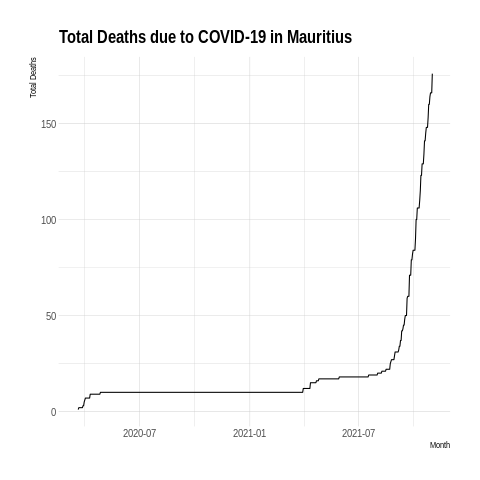 Total Deaths due to COVID-19 in Mauritius
Total Deaths
150
100
50
0
2020-07 2021-01 2021-07
Month